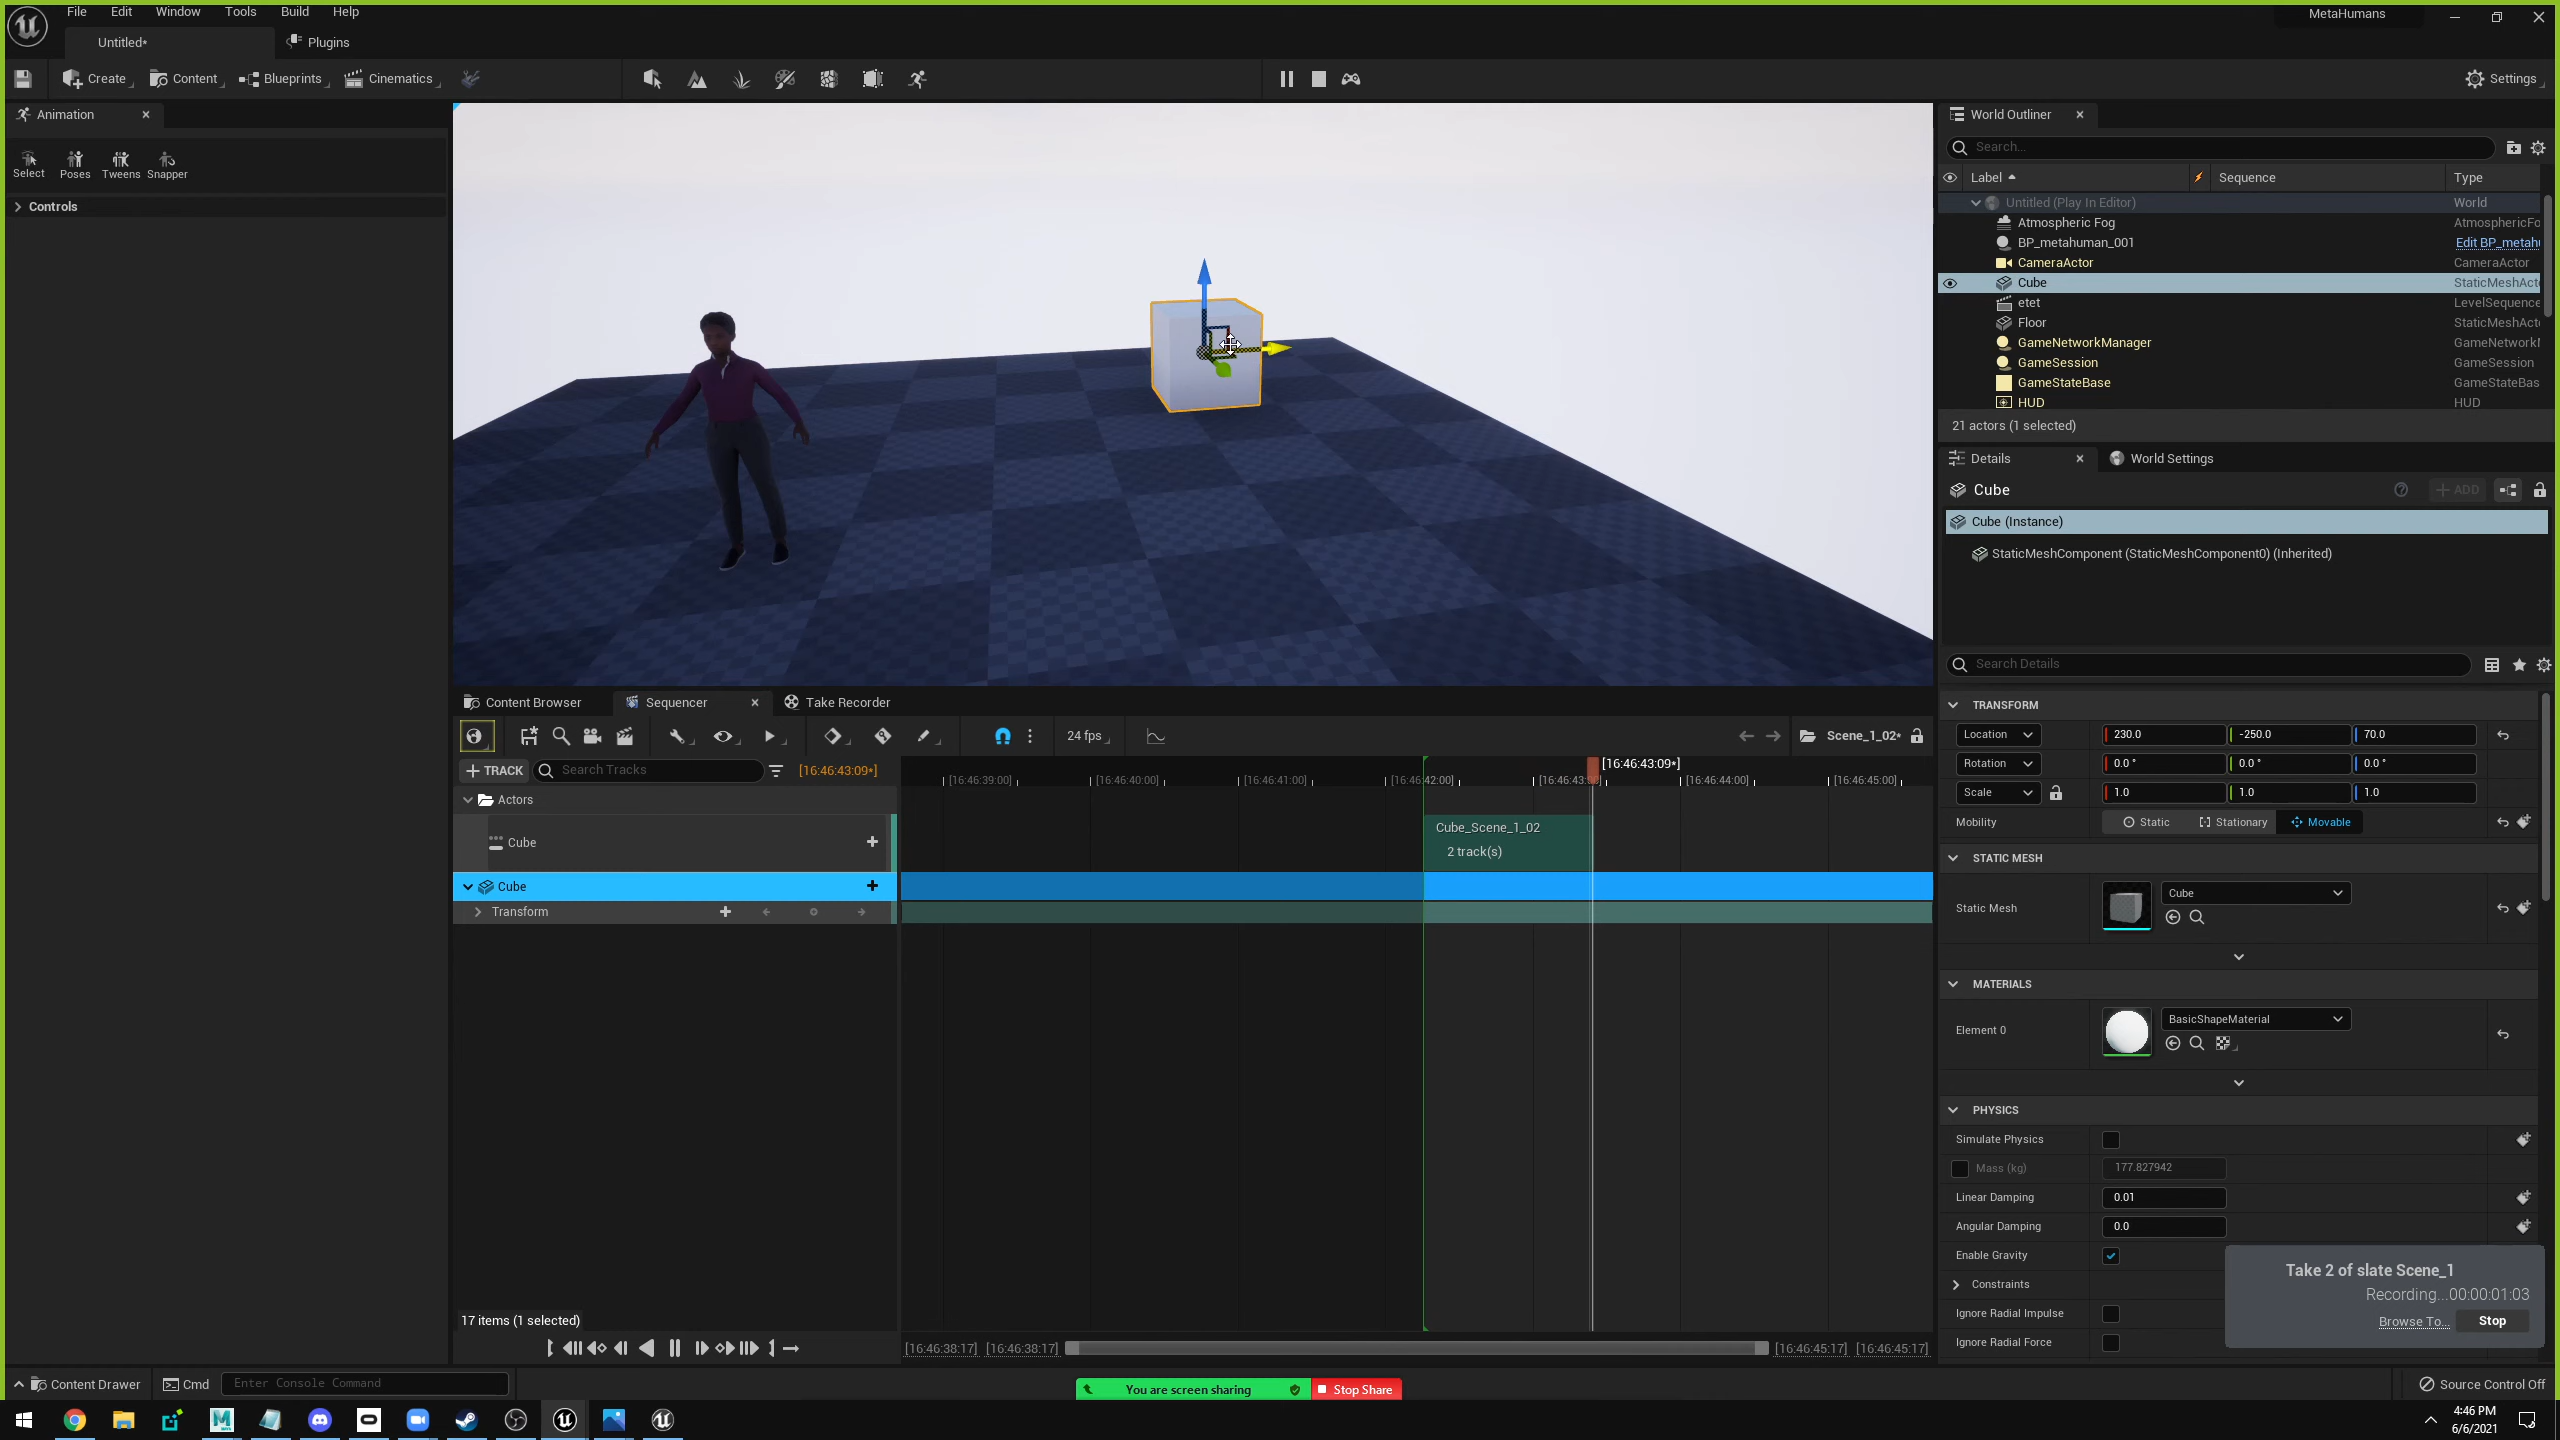 File Edit Window Tools Build Help
MetaHumans
Untitled*
Plugins
Create
Content
Blueprints
Cinematics
Settings
Animation
Select
Poses
Tweens
Snapper
Controls
World Outliner
Search...
Label
Sequence
Type
Untitled (Play In Editor)
World
Atmospheric Fog
AtmosphericFo
BP_metahuman_001
Edit BP_metah
CameraActor
CameraActor
Cube
StaticMeshAct
etet
LevelSequence
Floor
StaticMeshAct
GameNetworkManager
GameNetwork
GameSession
GameSession
GameStateBase
GameStateBas
HUD
HUD
21 actors (1 selected)
Details
World Settings
Cube
+ ADD
Cube (Instance)
StaticMeshComponent (StaticMeshComponent0) (Inherited)
Search Details
TRANSFORM
Location
230.0
-250.0
70.0
Rotation
0.0 °
0.0 °
0.0 °
Scale
1.0
1.0
1.0
Mobility
Static
Stationary
Movable
STATIC MESH
Static Mesh
Cube
MATERIALS
Element 0
BasicShapeMaterial
PHYSICS
Simulate Physics
Mass (kg)
177.827942
Linear Damping
0.01
Angular Damping
0.0
Enable Gravity
Constraints
Ignore Radial Impulse
Ignore Radial Force
Take 2 of slate Scene_1
Recording...00:00:01:03
Browse To...
Stop
Content Browser
Sequencer
Take Recorder
24 fps
Scene_1_02*
+ TRACK
Search Tracks
[16:46:43:09*]
[16:46:43:09*]
[16:46:39:00]
[16:46:40:00]
[16:46:41:00]
[16:46:42:00]
[16:46:44:00]
[16:46:45:00]
Actors
Cube
Cube_Scene_1_02
2 track(s)
Cube
Transform
17 items (1 selected)
[16:46:38:17]
[16:46:38:17]
[16:46:45:17]
[16:46:45:17]
Content Drawer
Cmd
Enter Console Command
You are screen sharing
Stop Share
Source Control Off
4:46 PM
6/6/2021